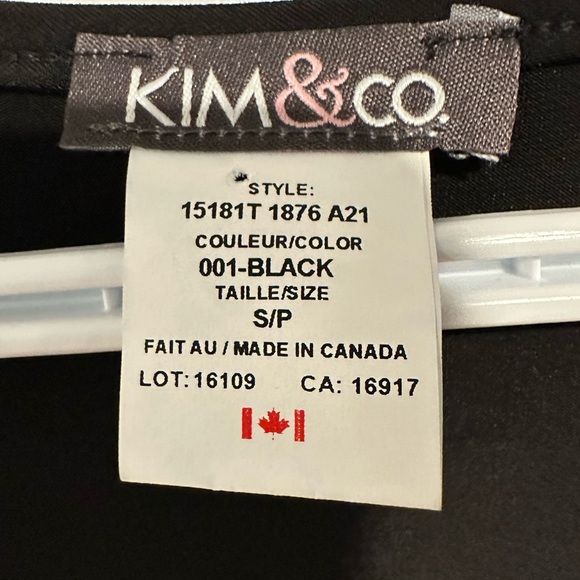 KIM&CO.
STYLE:
15181T 1876 A21
COULEUR/COLOR
001-BLACK
TAILLE/SIZE
S/P
FAIT AU / MADE IN CANADA
LOT: 16109 CA: 16917